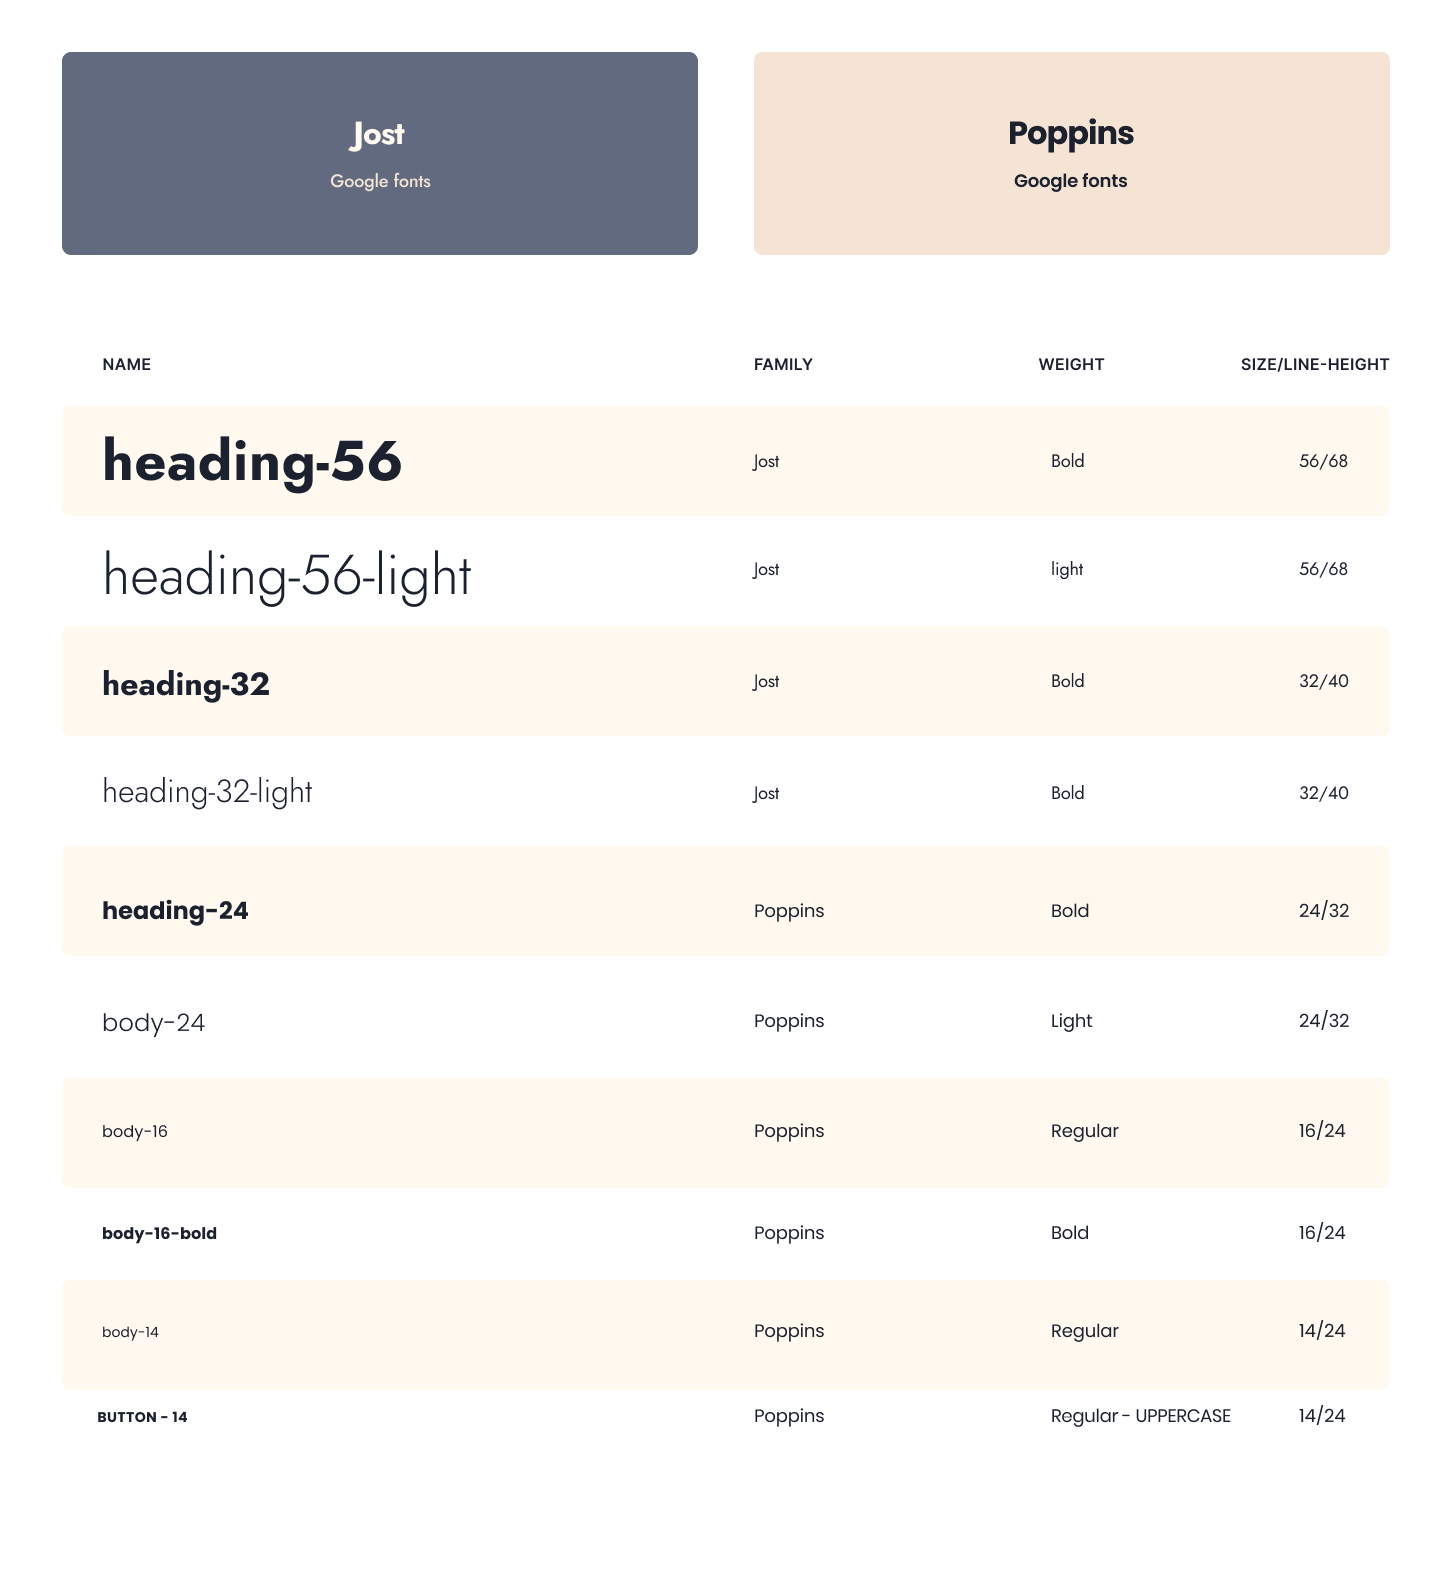 Jost
Google fonts
Poppins
Google fonts
NAME FAMILY WEIGHT SIZE/LINE-HEIGHT
heading-56 Jost Bold 56/68
heading-56-light Jost light 56/68
heading-32 Jost Bold 32/40
heading-32-light Jost Bold 32/40
heading-24 Poppins Bold 24/32
body-24 Poppins Light 24/32
body-16 Poppins Regular 16/24
body-16-bold Poppins Bold 16/24
body-14 Poppins Regular 14/24
BUTTON - 14 Poppins Regular - UPPERCASE 14/24